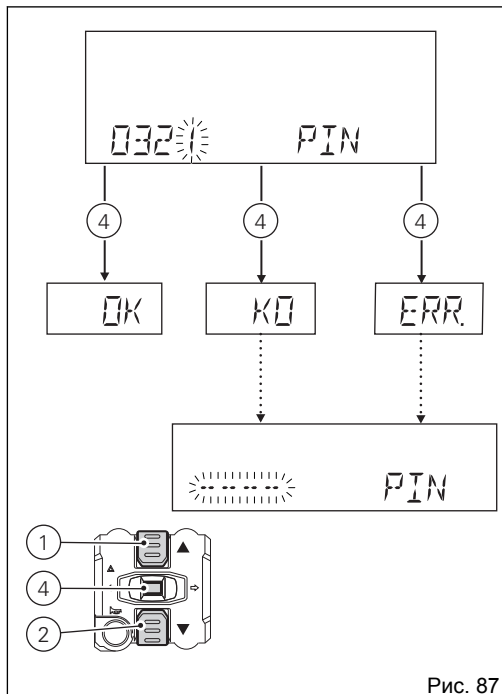 0321 PIN
4 4 4
OK KO ERR.
---- PIN
1
4
2
Рис. 87